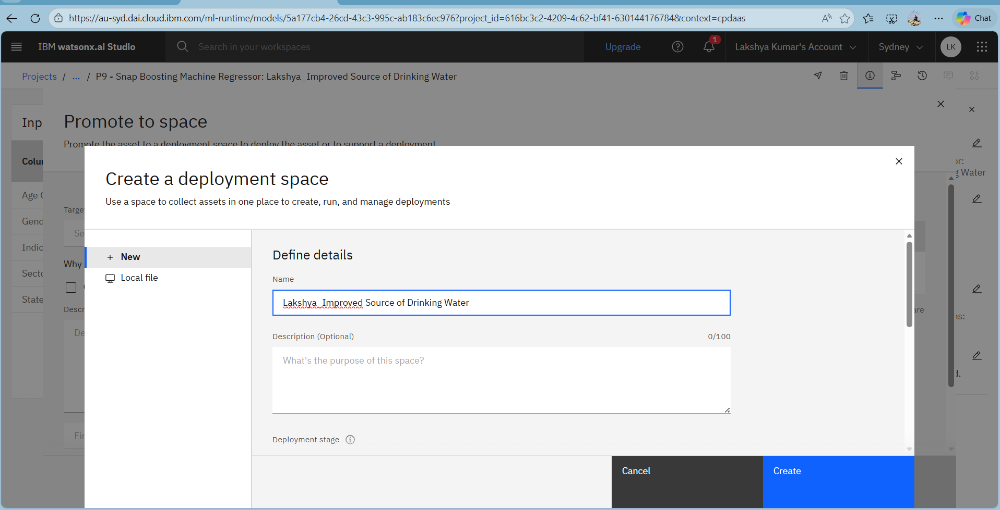 https://au-syd.dai.cloud.ibm.com/ml-runtime/models/5a177cb4-26cd-43c3-995c-ab183c6ec976?project_id=616bc3c2-4209-4c62-bf41-630144176784&context=cpdaas
Chat
IBM watsonx.ai Studio
Search in your workspaces
Upgrade
1
Lakshya Kumar's Account
Sydney
LK
Projects / ... / P9 - Snap Boosting Machine Regressor: Lakshya_Improved Source of Drinking Water
Inp
Promote to space
Promote the asset to a deployment space to deploy the asset or to support a deployment
Colu
Age
Gend
Indic
Secto
State
Targe
Se
Why
Descr
De
Fir
or:
g Water
are
ns:
d.
Create a deployment space
Use a space to collect assets in one place to create, run, and manage deployments
+ New
Local file
Define details
Name
Lakshya_Improved Source of Drinking Water
Description (Optional)
0/100
What's the purpose of this space?
Deployment stage
Cancel
Create